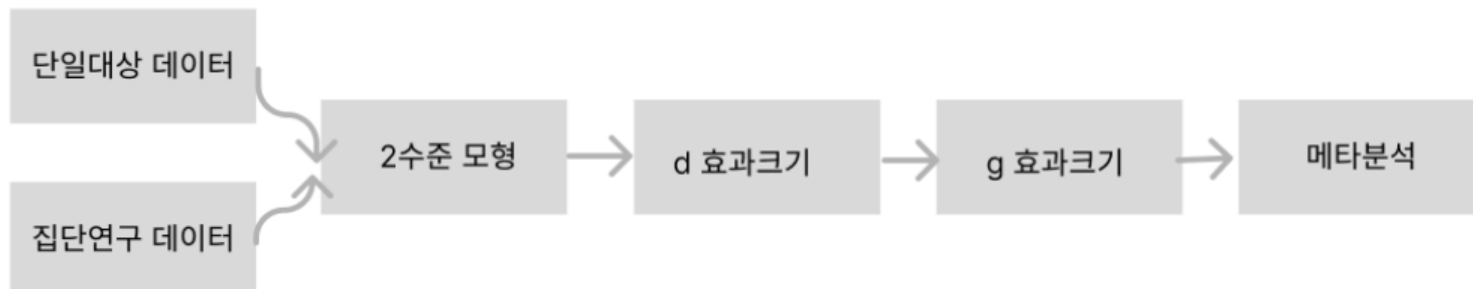 단일대상 데이터
집단연구 데이터
2수준 모형
d 효과크기
g 효과크기
메타분석